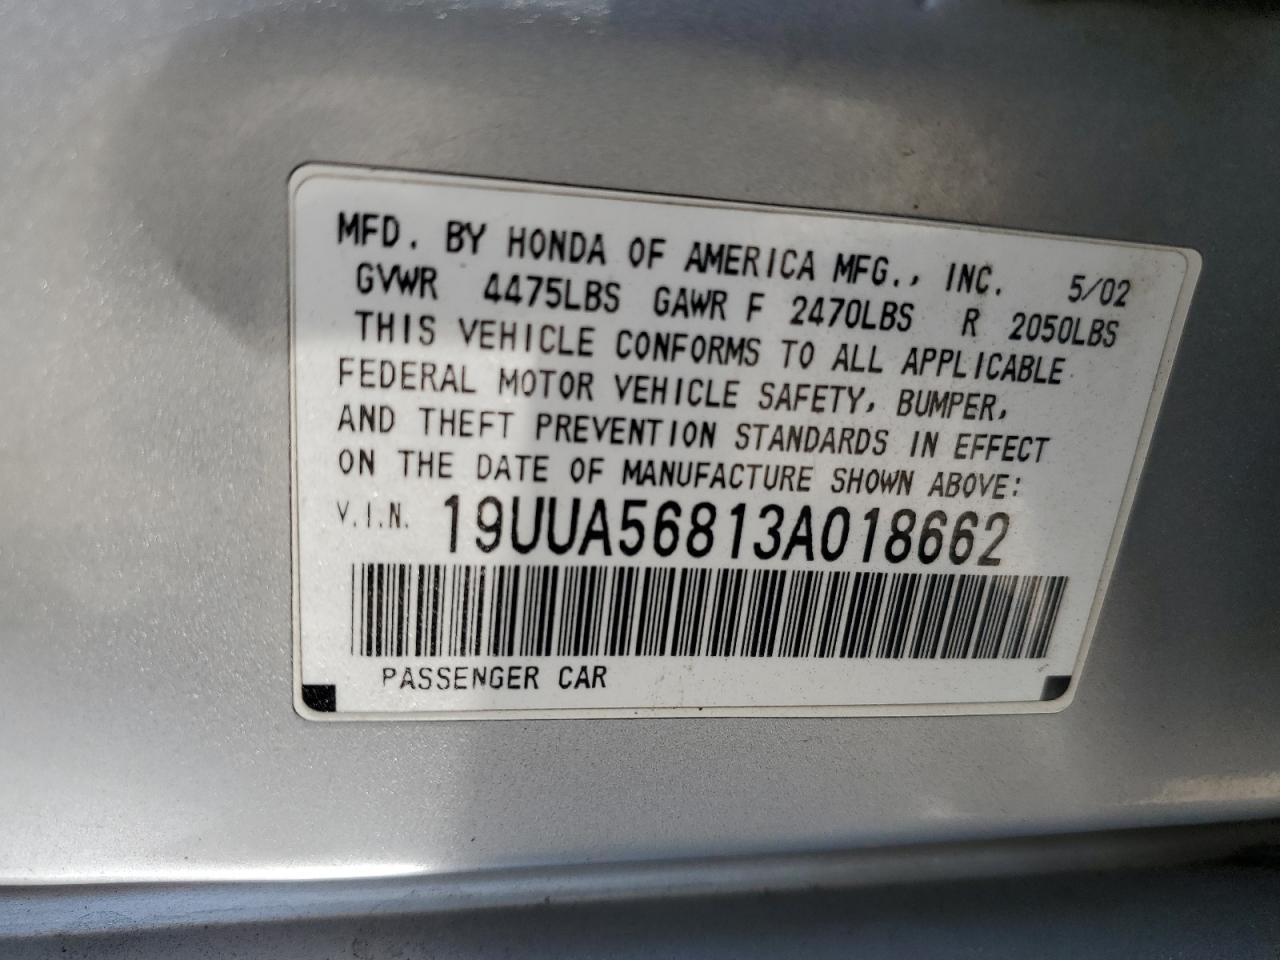 MFD. BY HONDA OF AMERICA MFG., INC. 5/02
GVWR 4475LBS GAWR F 2470LBS R 2050LBS
THIS VEHICLE CONFORMS TO ALL APPLICABLE
FEDERAL MOTOR VEHICLE SAFETY, BUMPER,
AND THEFT PREVENTION STANDARDS IN EFFECT
ON THE DATE OF MANUFACTURE SHOWN ABOVE:
V.I.N. 19UUA56813A018662
PASSENGER CAR